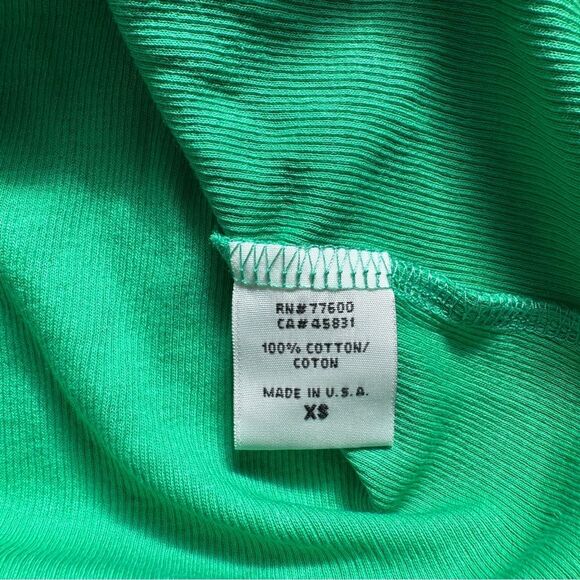 RN#77600
CA#45831
100% COTTON/
COTON
MADE IN U.S.A.
XS